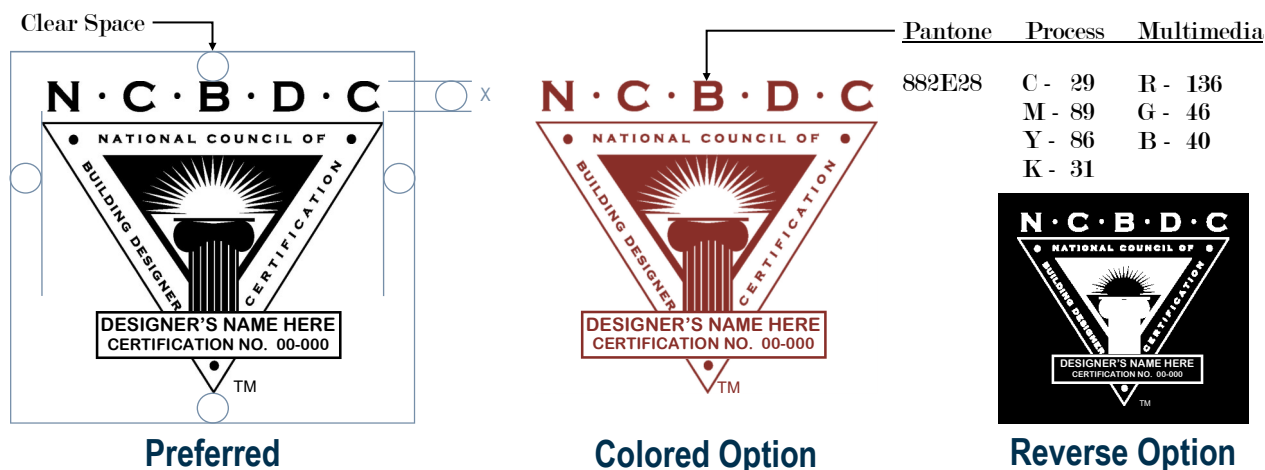 Clear Space
N · C · B · D · C
X
NATIONAL COUNCIL OF
BUILDING DESIGNER
CERTIFICATION
DESIGNER'S NAME HERE
CERTIFICATION NO. 00-000
TM
Preferred
N · C · B · D · C
NATIONAL COUNCIL OF
BUILDING DESIGNER
CERTIFICATION
DESIGNER'S NAME HERE
CERTIFICATION NO. 00-000
TM
Colored Option
Pantone Process Multimedia
882E28 C - 29 R - 136
M - 89 G - 46
Y - 86 B - 40
K - 31
N · C · B · D · C
NATIONAL COUNCIL OF
BUILDING DESIGNER
CERTIFICATION
DESIGNER'S NAME HERE
CERTIFICATION NO. 00-000
TM
Reverse Option